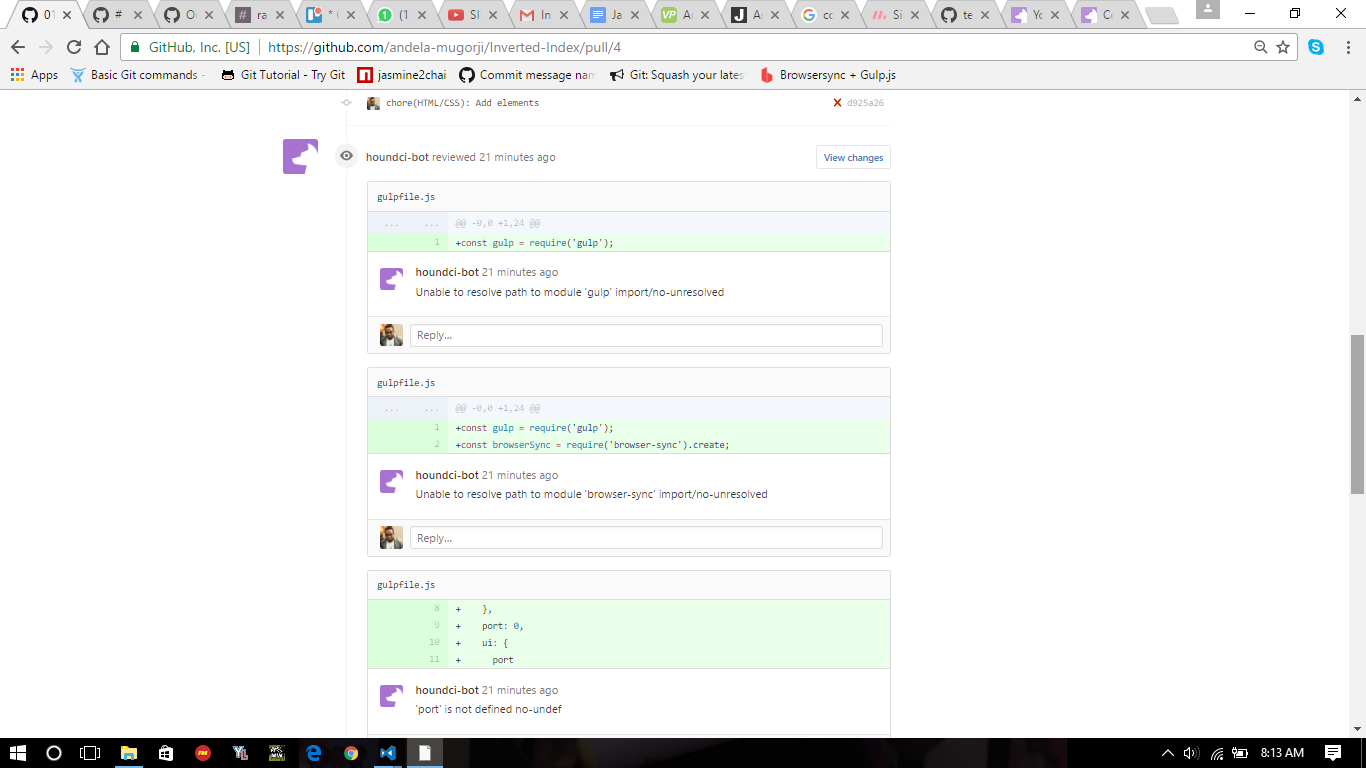 01
#
O
ra
* (
(1
Sl
In
Ja
A
A
co
Si
te
Yo
Co
GitHub, Inc. [US]
https://github.com/andela-mugorji/Inverted-Index/pull/4
Apps
Basic Git commands -
Git Tutorial - Try Git
jasmine2chai
Commit message nam
Git: Squash your lates
Browsersync + Gulp.js
chore(HTML/CSS): Add elements
d925a26
houndci-bot reviewed 21 minutes ago
View changes
gulpfile.js
... ... @@ -0,0 +1,24 @@
1 +const gulp = require('gulp');
houndci-bot 21 minutes ago
Unable to resolve path to module 'gulp' import/no-unresolved
Reply...
gulpfile.js
... ... @@ -0,0 +1,24 @@
1 +const gulp = require('gulp');
2 +const browserSync = require('browser-sync').create;
houndci-bot 21 minutes ago
Unable to resolve path to module 'browser-sync' import/no-unresolved
Reply...
gulpfile.js
8 + },
9 + port: 0,
10 + ui: {
11 + port
houndci-bot 21 minutes ago
'port' is not defined no-undef
8:13 AM